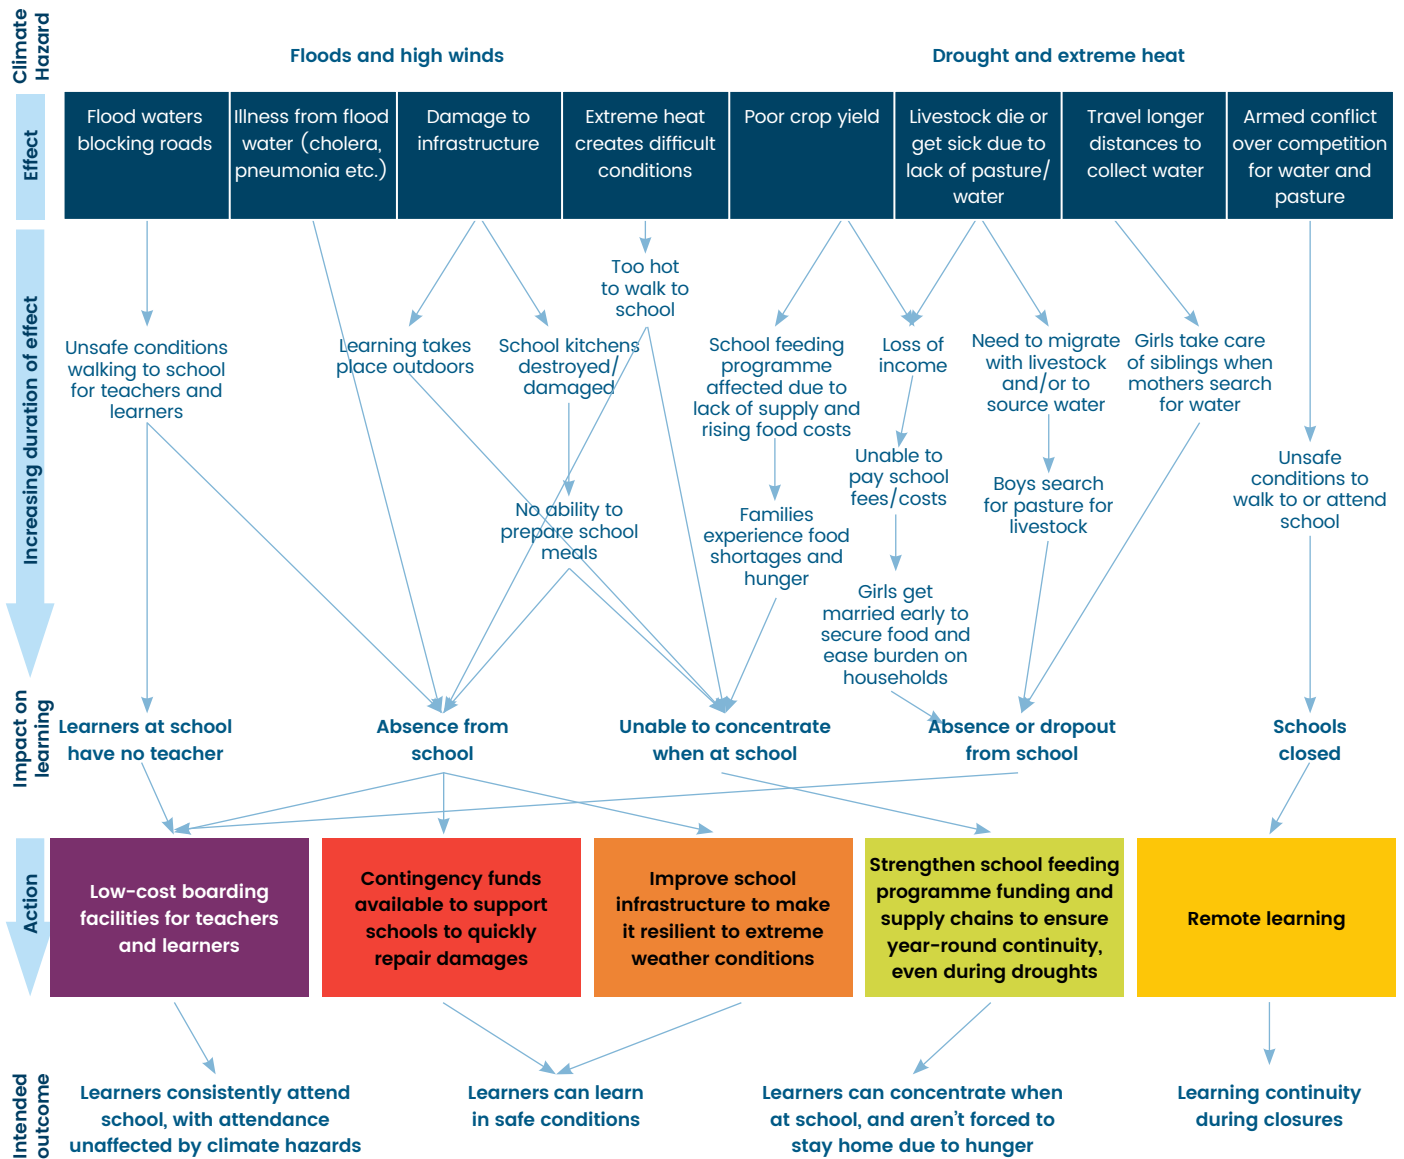 Climate
Hazard
Floods and high winds
Drought and extreme heat
Effect
Flood waters
blocking roads
Illness from flood
water (cholera,
pneumonia etc.)
Damage to
infrastructure
Extreme heat
creates difficult
conditions
Poor crop yield
Livestock die or
get sick due to
lack of pasture/
water
Travel longer
distances to
collect water
Armed conflict
over competition
for water and
pasture
Increasing duration of effect
Too hot
to walk to
school
Unsafe conditions
walking to school
for teachers and
learners
Learning takes
place outdoors
School kitchens
destroyed/
damaged
School feeding
programme
affected due to
lack of supply and
rising food costs
Loss of
income
Need to migrate
with livestock
and/or to
source water
Girls take care
of siblings when
mothers search
for water
No ability to
prepare school
meals
Families
experience food
shortages and
hunger
Unable to
pay school
fees/costs
Boys search
for pasture for
livestock
Unsafe
conditions to
walk to or attend
school
Girls get
married early to
secure food and
ease burden on
households
Impact on
learning
Learners at school
have no teacher
Absence from
school
Unable to concentrate
when at school
Absence or dropout
from school
Schools
closed
Action
Low-cost boarding
facilities for teachers
and learners
Contingency funds
available to support
schools to quickly
repair damages
Improve school
infrastructure to make
it resilient to extreme
weather conditions
Strengthen school feeding
programme funding and
supply chains to ensure
year-round continuity,
even during droughts
Remote learning
Intended
outcome
Learners consistently attend
school, with attendance
unaffected by climate hazards
Learners can learn
in safe conditions
Learners can concentrate when
at school, and aren't forced to
stay home due to hunger
Learning continuity
during closures